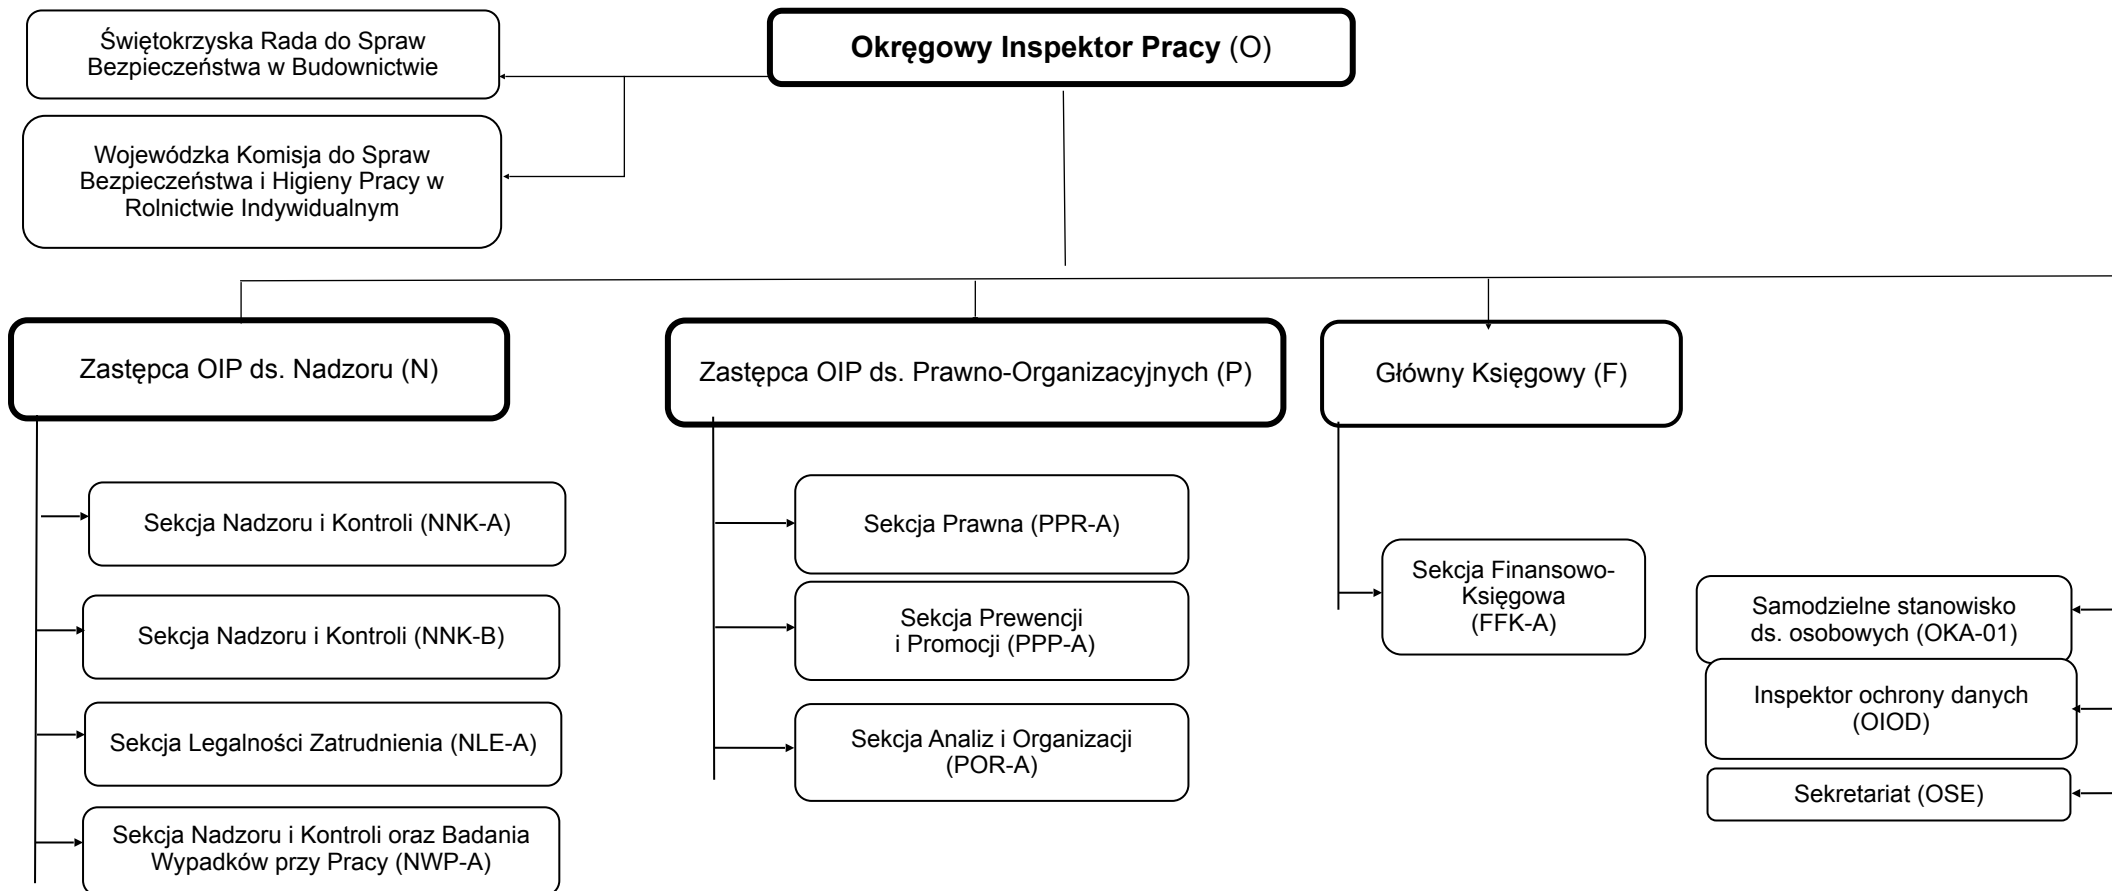 Świętokrzyska Rada do Spraw
Bezpieczeństwa w Budownictwie
Okręgowy Inspektor Pracy (O)
Wojewódzka Komisja do Spraw
Bezpieczeństwa i Higieny Pracy w
Rolnictwie Indywidualnym
Zastępca OIP ds. Nadzoru (N)
Zastępca OIP ds. Prawno-Organizacyjnych (P)
Główny Księgowy (F)
Sekcja Nadzoru i Kontroli (NNK-A)
Sekcja Nadzoru i Kontroli (NNK-B)
Sekcja Legalności Zatrudnienia (NLE-A)
Sekcja Nadzoru i Kontroli oraz Badania
Wypadków przy Pracy (NWP-A)
Sekcja Prawna (PPR-A)
Sekcja Prewencji
i Promocji (PPP-A)
Sekcja Analiz i Organizacji
(POR-A)
Sekcja Finansowo-
Księgowa
(FFK-A)
Samodzielne stanowisko
ds. osobowych (OKA-01)
Inspektor ochrony danych
(OIOD)
Sekretariat (OSE)